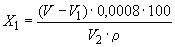 X₁ = (V − V₁) · 0,0008 · 100 / V₂ · ρ